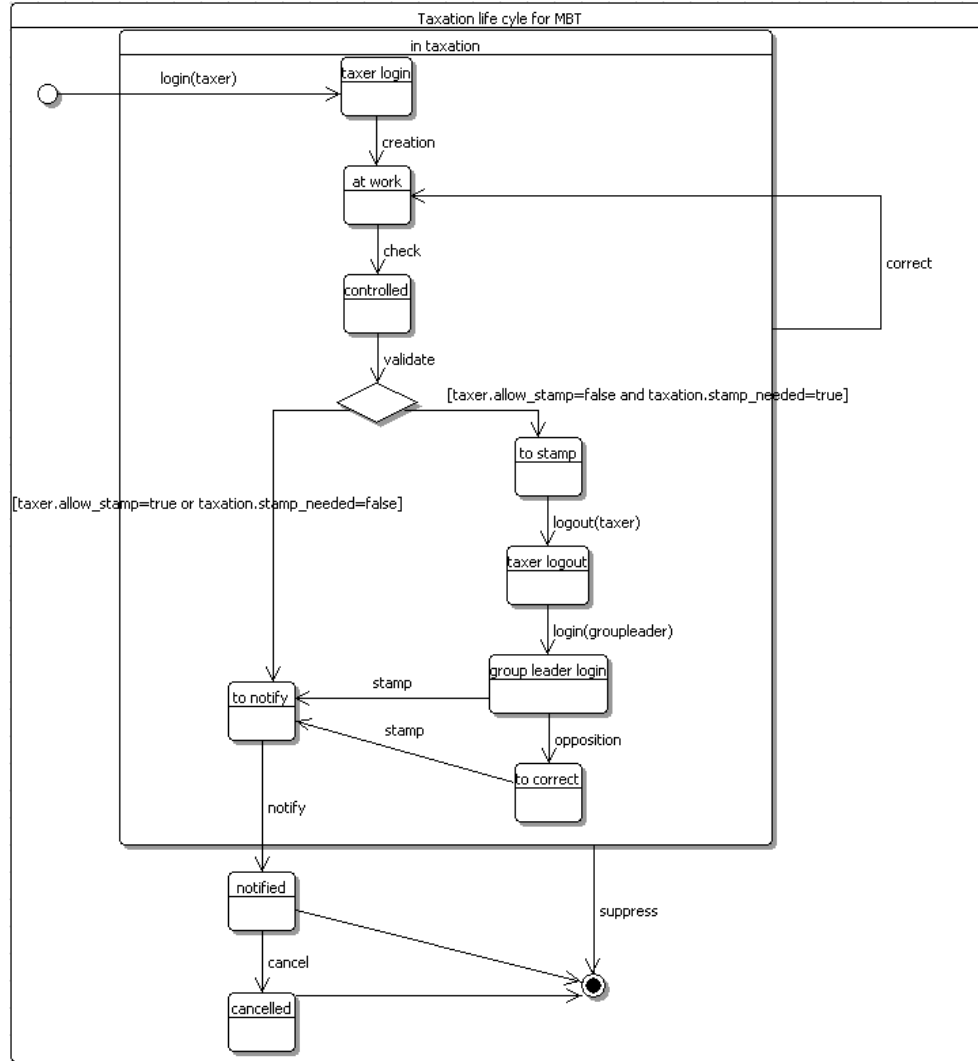 Taxation life cyle for MBT
in taxation
taxer login
login(taxer)
creation
at work
check
correct
controlled
validate
[taxer.allow_stamp=false and taxation.stamp_needed=true]
to stamp
[taxer.allow_stamp=true or taxation.stamp_needed=false]
logout(taxer)
taxer logout
login(groupleader)
group leader login
stamp
to notify
stamp
opposition
to correct
notify
notified
suppress
cancel
cancelled